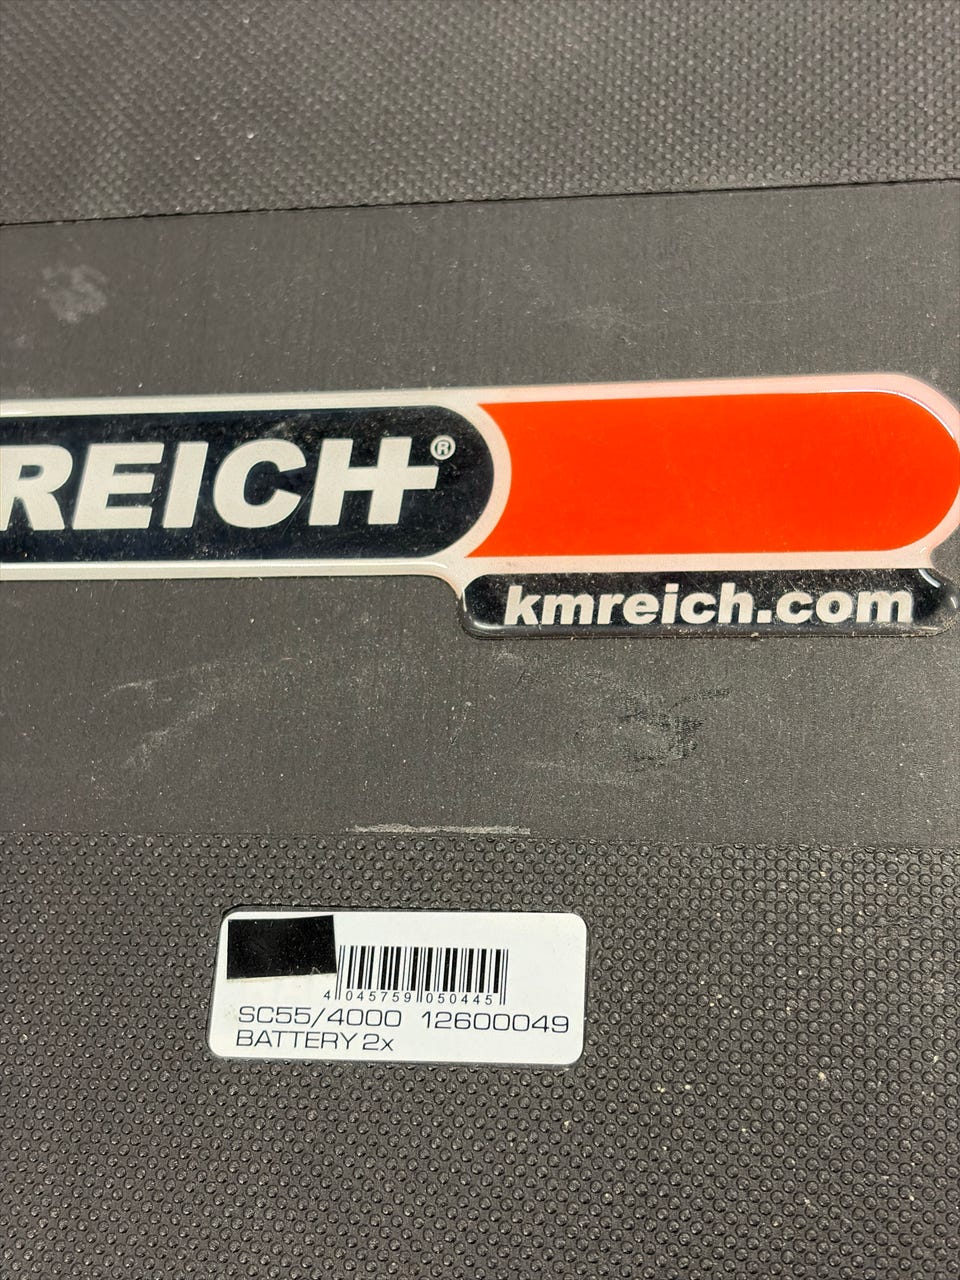 REICH®
kmreich.com
4 045759 050445
SC55/4000 12600049
BATTERY 2x